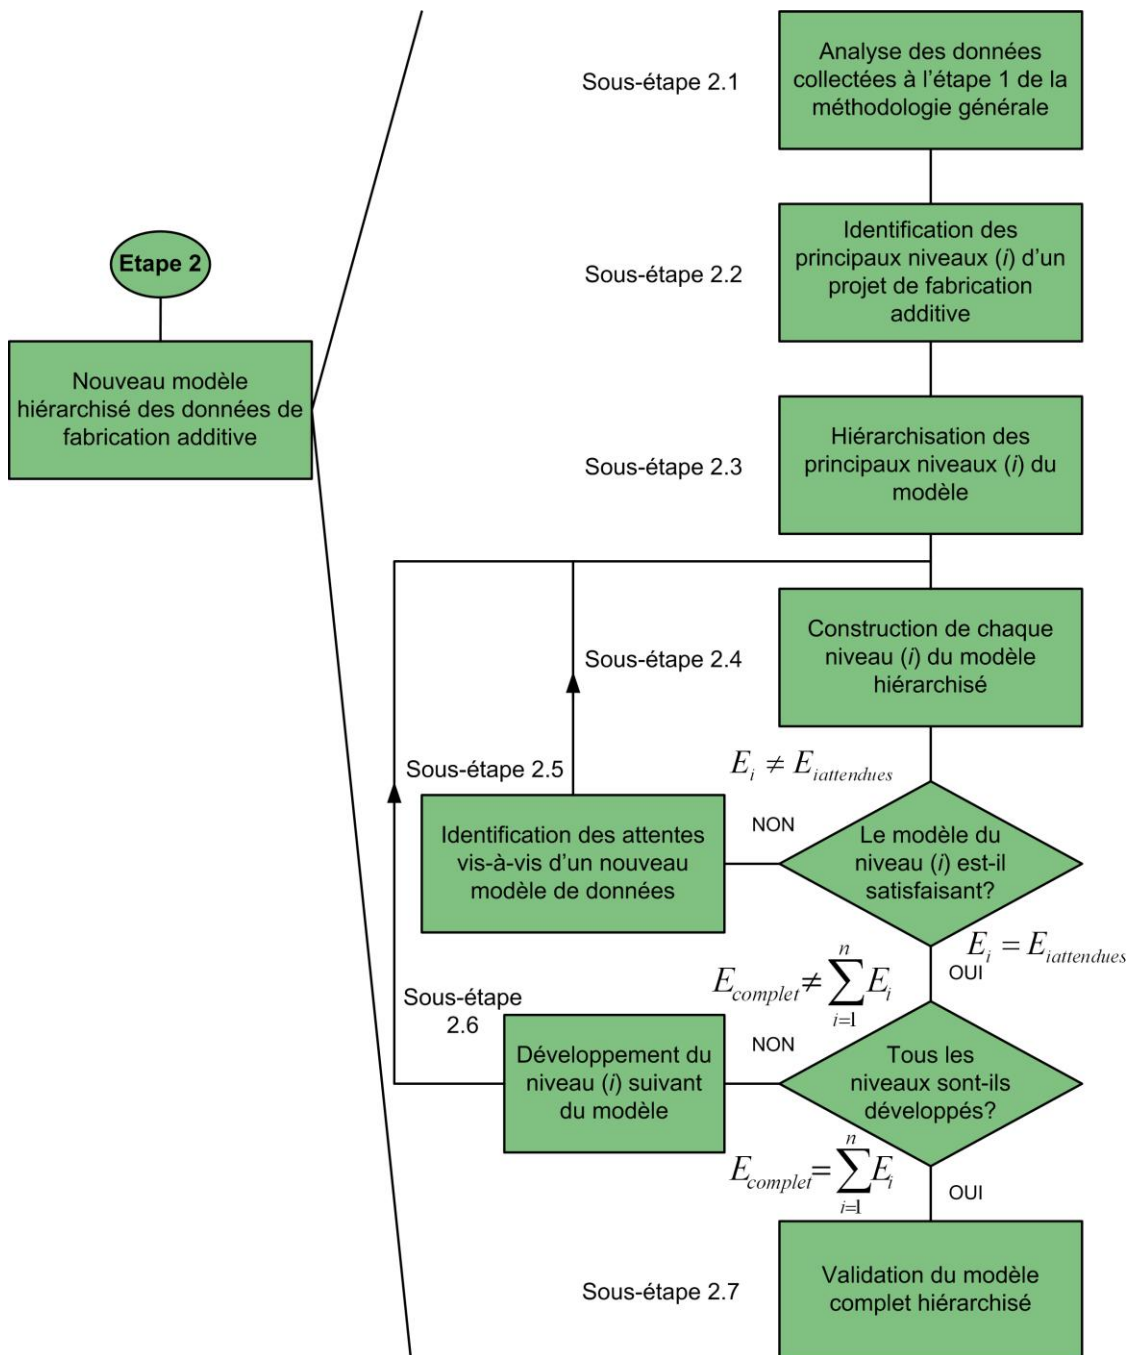 Etape 2
Nouveau modèle
hiérarchisé des données de
fabrication additive
Sous-étape 2.1
Analyse des données
collectées à l'étape 1 de la
méthodologie générale
Sous-étape 2.2
Identification des
principaux niveaux (i) d'un
projet de fabrication
additive
Sous-étape 2.3
Hiérarchisation des
principaux niveaux (i) du
modèle
Sous-étape 2.4
Construction de chaque
niveau (i) du modèle
hiérarchisé
Sous-étape 2.5
Identification des attentes
vis-à-vis d'un nouveau
modèle de données
E_i ≠ E_iattendues
NON
Le modèle du
niveau (i) est-il
satisfaisant?
E_i = E_iattendues
OUI
Sous-étape
2.6
Développement du
niveau (i) suivant
du modèle
E_complet ≠ ∑_{i=1}^{n} E_i
NON
Tous les
niveaux sont-ils
développés?
E_complet = ∑_{i=1}^{n} E_i
OUI
Sous-étape 2.7
Validation du modèle
complet hiérarchisé